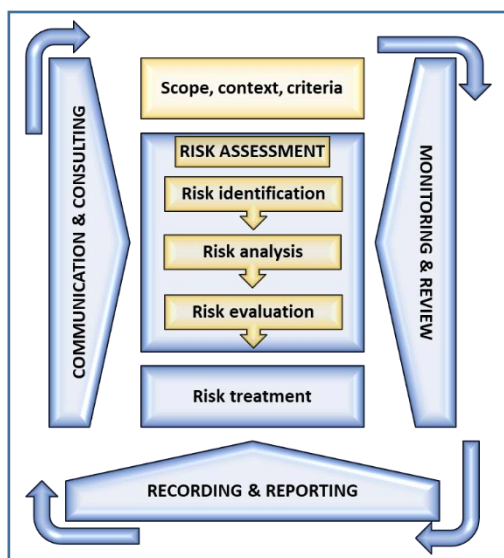 Scope, context, criteria
RISK ASSESSMENT
Risk identification
Risk analysis
Risk evaluation
Risk treatment
COMMUNICATION & CONSULTING
MONITORING & REVIEW
RECORDING & REPORTING